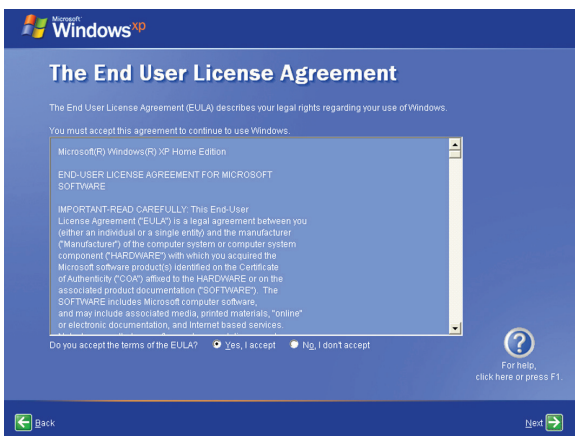 Microsoft
Windows xp
The End User License Agreement
The End User License Agreement (EULA) describes your legal rights regarding your use of Windows.
You must accept this agreement to continue to use Windows.
Microsoft(R) Windows(R) XP Home Edition
END-USER LICENSE AGREEMENT FOR MICROSOFT
SOFTWARE
IMPORTANT-READ CAREFULLY: This End-User
License Agreement ("EULA") is a legal agreement between you
(either an individual or a single entity) and the manufacturer
("Manufacturer") of the computer system or computer system
component ("HARDWARE") with which you acquired the
Microsoft software product(s) identified on the Certificate
of Authenticity ("COA") affixed to the HARDWARE or on the
associated product documentation ("SOFTWARE"). The
SOFTWARE includes Microsoft computer software,
and may include associated media, printed materials, "online"
or electronic documentation, and Internet based services.
Do you accept the terms of the EULA? Yes, I accept No, I don't accept
For help,
click here or press F1.
Back Next